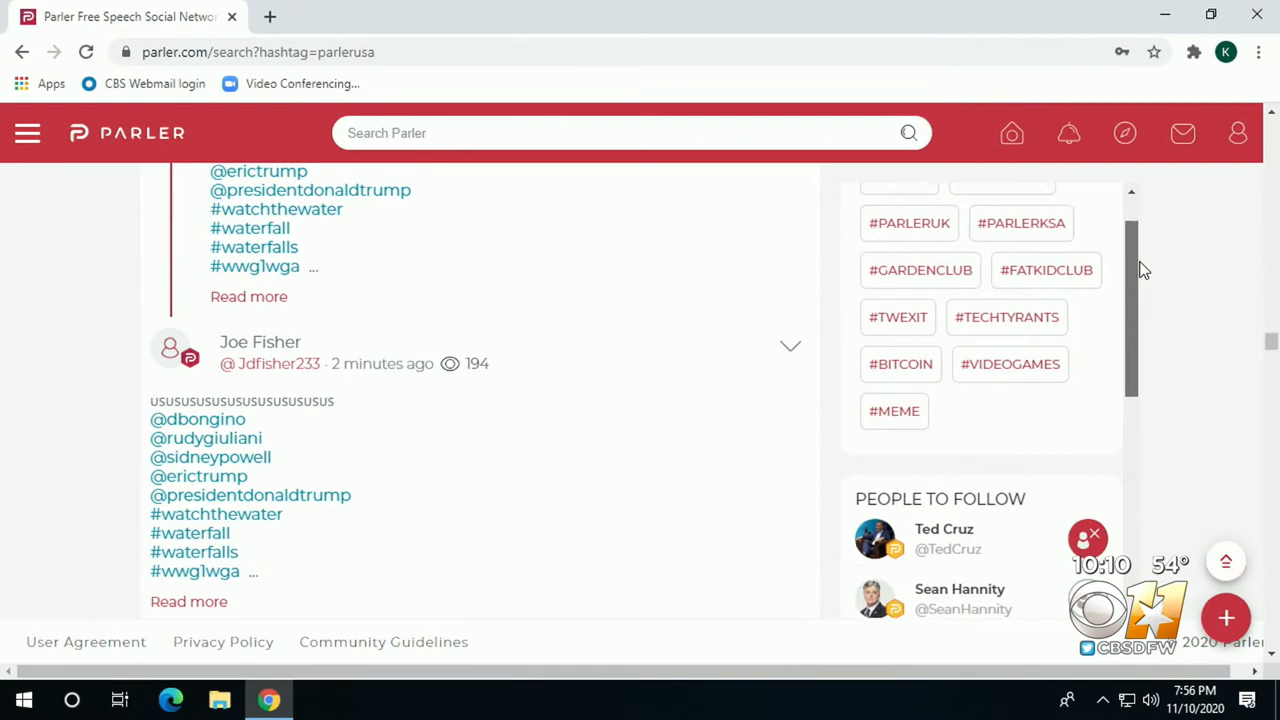 Parler Free Speech Social Netwo
parler.com/search?hashtag=parlerusa
K
Apps
CBS Webmail login
Video Conferencing...
PARLER
Search Parler
@erictrump
@presidentdonaldtrump
#watchthewater
#waterfall
#waterfalls
#wwg1wga ...
Read more
Joe Fisher
@ Jdfisher233 · 2 minutes ago 194
usususususususususususus
@dbongino
@rudygiuliani
@sidneypowell
@erictrump
@presidentdonaldtrump
#watchthewater
#waterfall
#waterfalls
#wwg1wga ...
Read more
#PARLERUK #PARLERKSA
#GARDENCLUB #FATKIDCLUB
#TWEXIT #TECHTYRANTS
#BITCOIN #VIDEOGAMES
#MEME
PEOPLE TO FOLLOW
Ted Cruz
@TedCruz
Sean Hannity
@SeanHannity
10:10 54°
11
@CBSDFW
User Agreement Privacy Policy Community Guidelines
2020 Parler
7:56 PM
11/10/2020